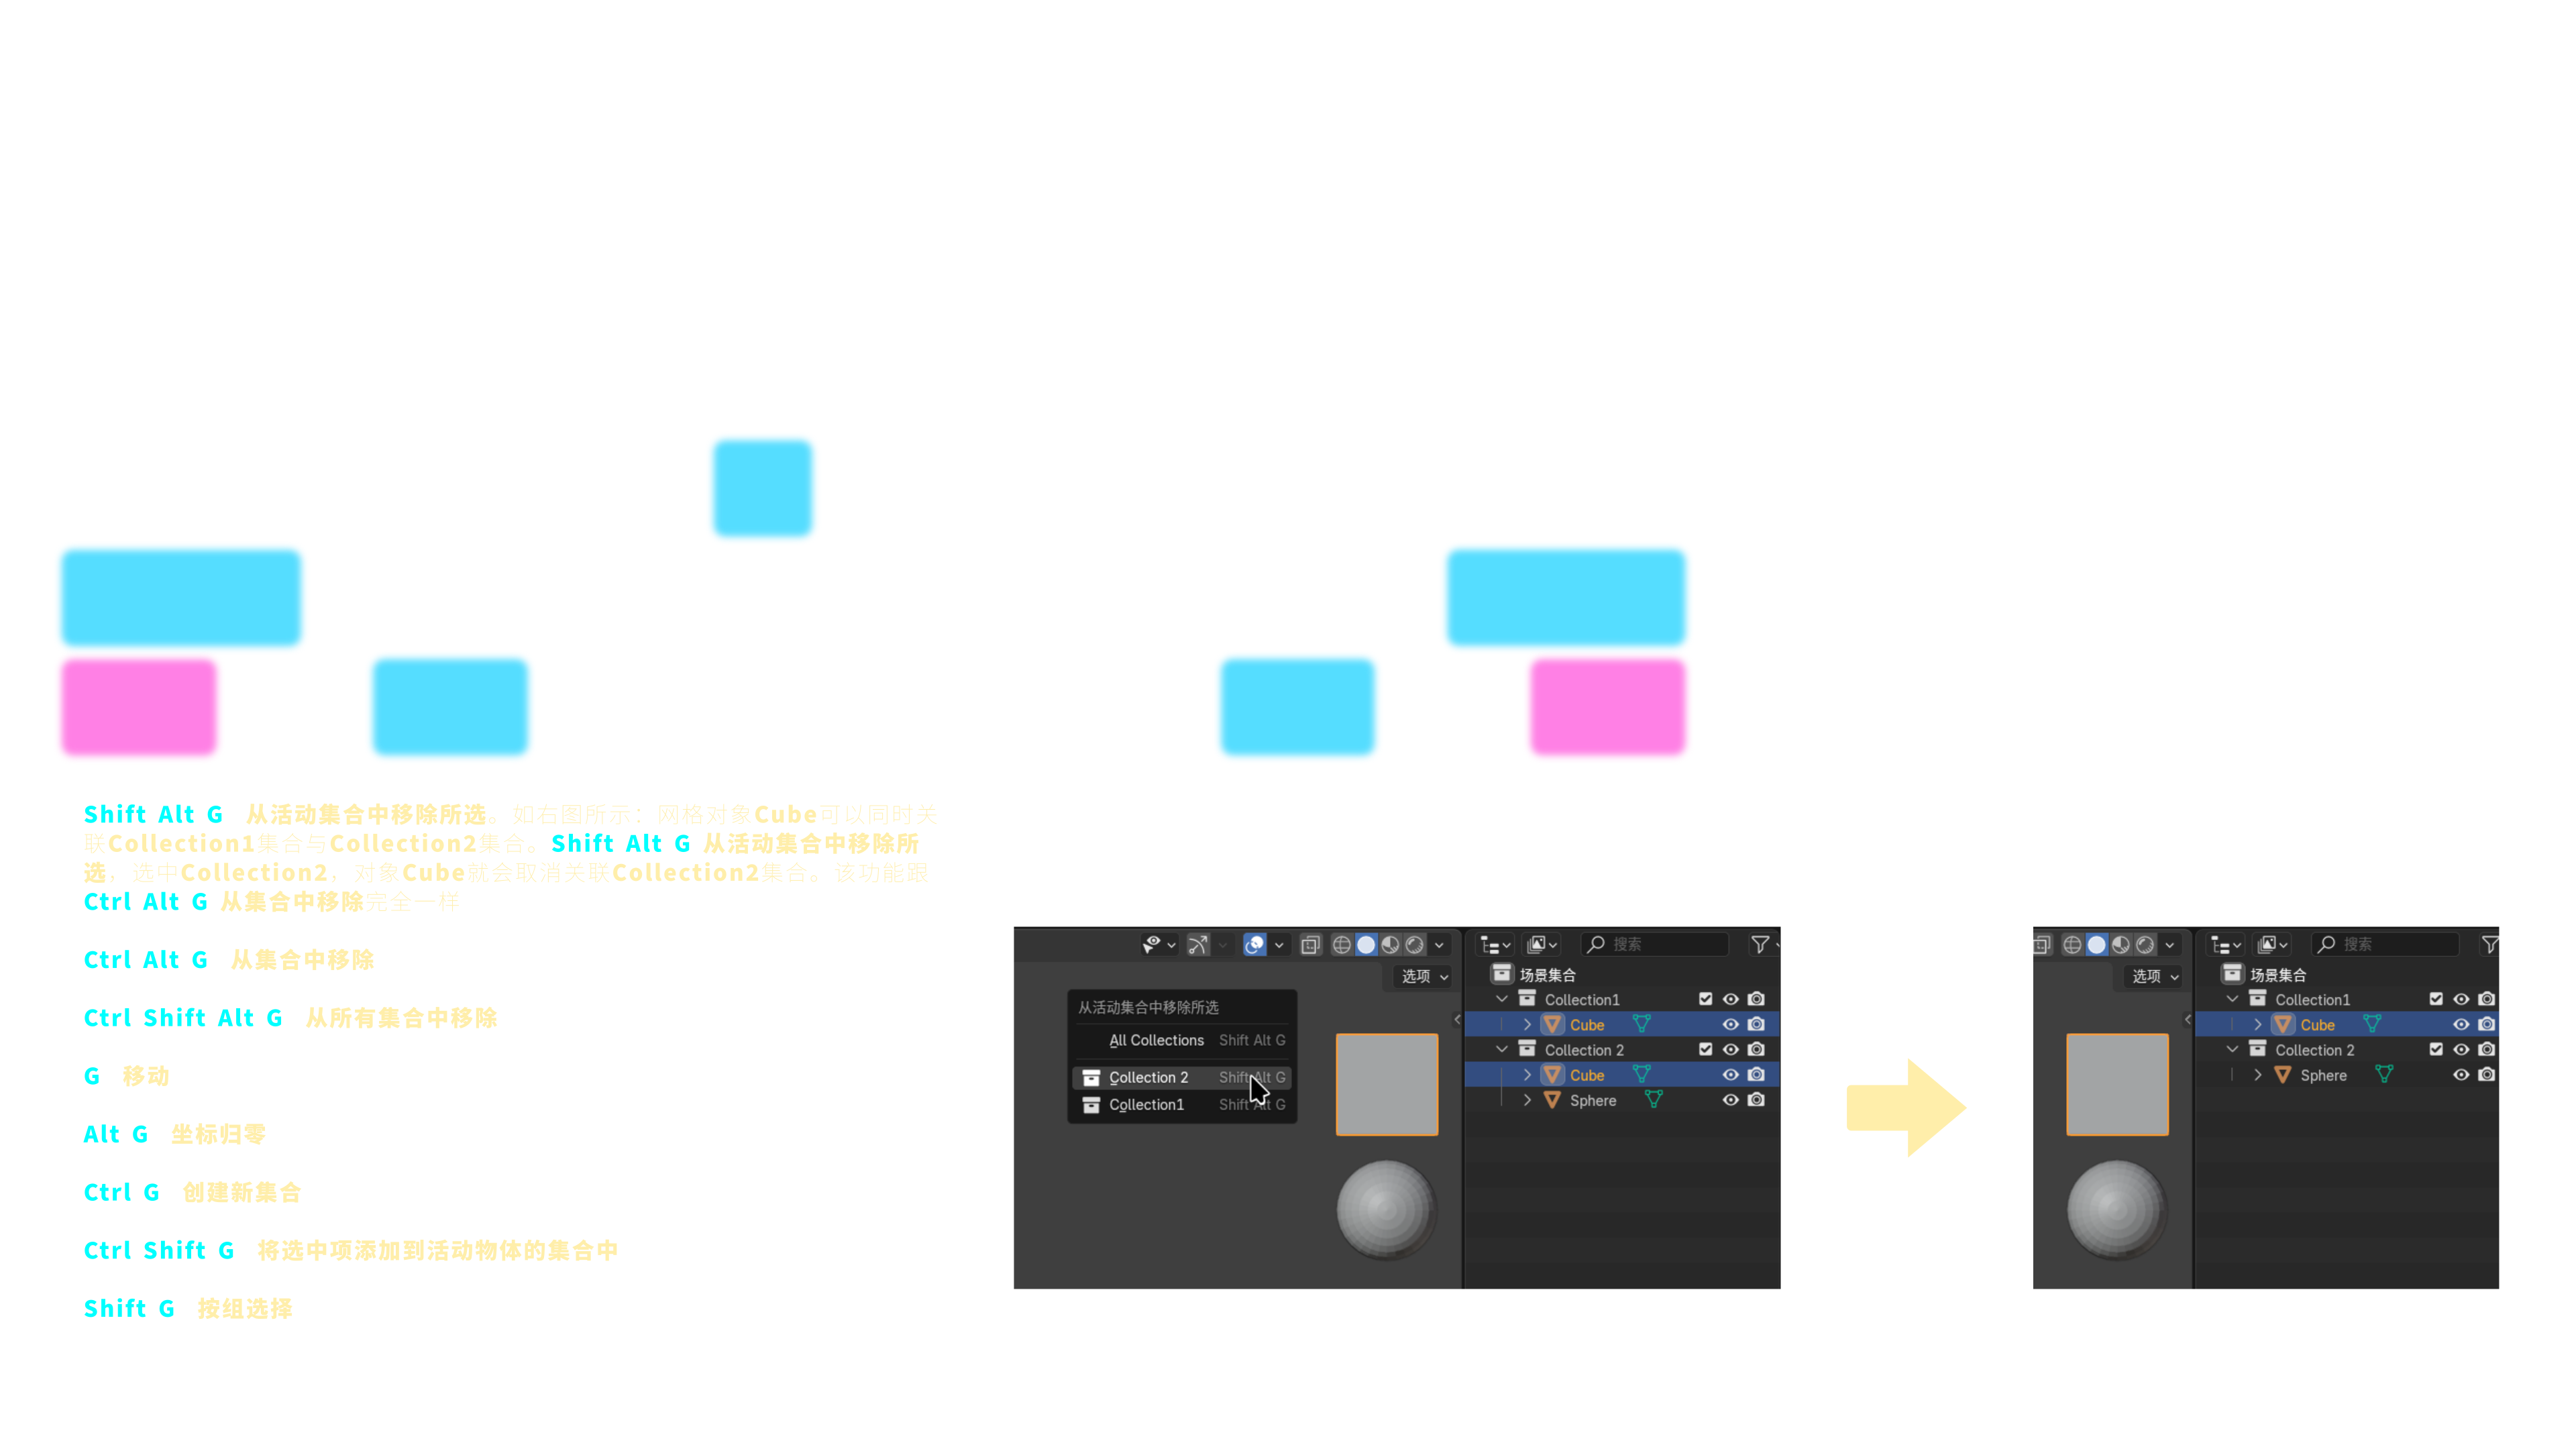 Shift Alt G 从活动集合中移除所选。如右图所示：网格对象Cube可以同时关
联Collection1集合与Collection2集合。Shift Alt G 从活动集合中移除所
选，选中Collection2，对象Cube就会取消关联Collection2集合。该功能跟
Ctrl Alt G 从集合中移除完全一样
Ctrl Alt G 从集合中移除
Ctrl Shift Alt G 从所有集合中移除
G 移动
Alt G 坐标归零
Ctrl G 创建新集合
Ctrl Shift G 将选中项添加到活动物体的集合中
Shift G 按组选择
搜索
选项
场景集合
从活动集合中移除所选
All Collections Shift Alt G
Collection 2 Shift Alt G
Collection1 Shift Alt G
Collection1
Cube
Collection 2
Cube
Sphere
搜索
选项
场景集合
Collection1
Cube
Collection 2
Sphere